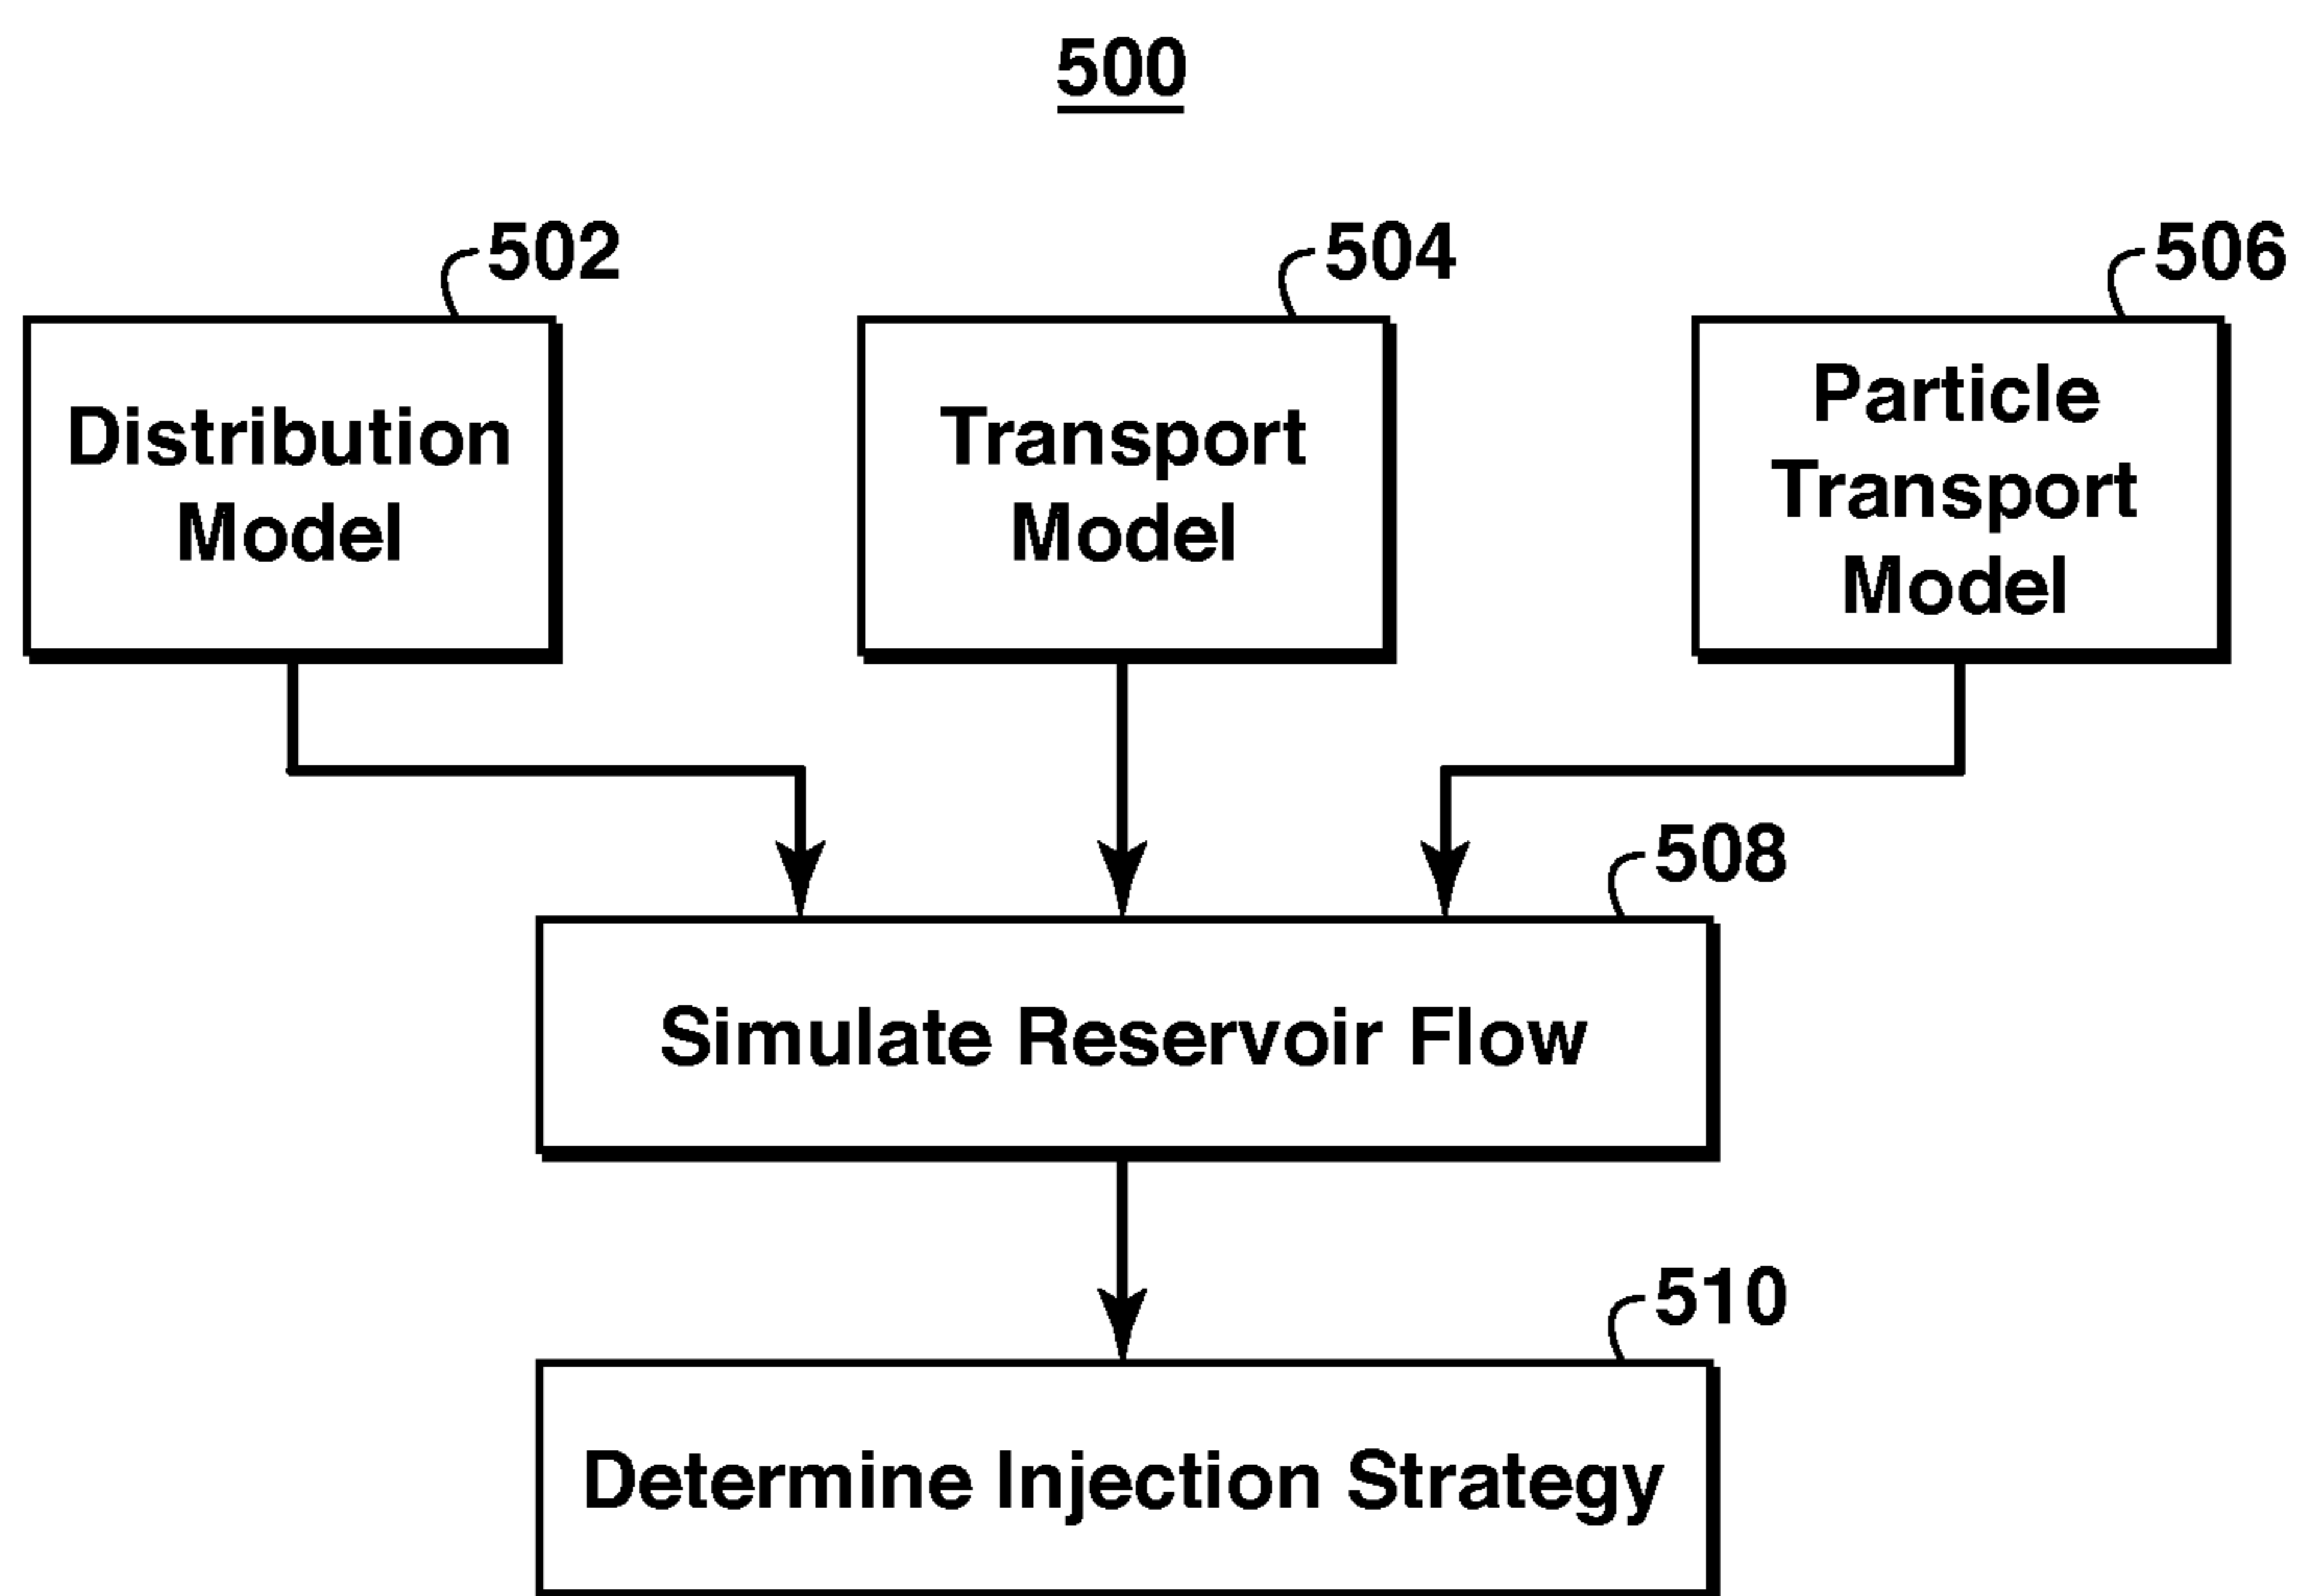 500
502
504
506
Distribution
Model
Transport
Model
Particle
Transport
Model
508
Simulate Reservoir Flow
510
Determine Injection Strategy